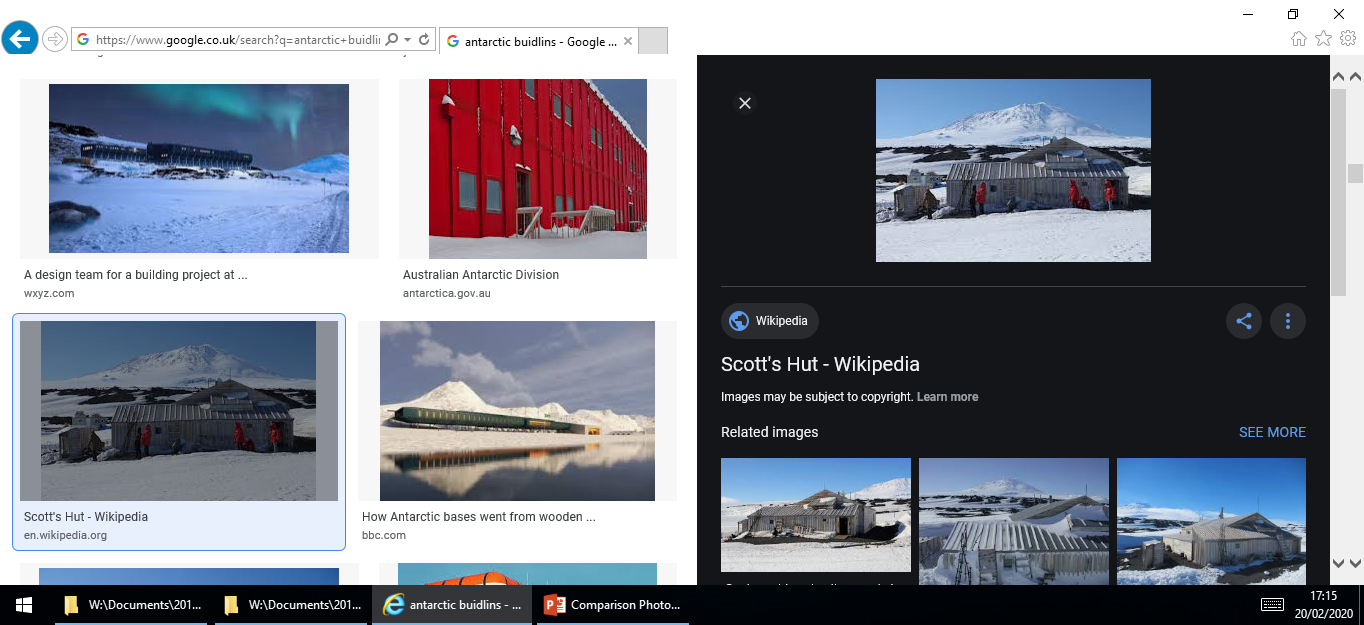 https://www.google.co.uk/search?q=antarctic+buidlin
antarctic buidlins - Google ...
A design team for a building project at ...
wxyz.com
Australian Antarctic Division
antarctica.gov.au
Scott's Hut - Wikipedia
en.wikipedia.org
How Antarctic bases went from wooden ...
bbc.com
Wikipedia
Scott's Hut - Wikipedia
Images may be subject to copyright. Learn more
Related images
SEE MORE
W:\Documents\201...
W:\Documents\201...
antarctic buidlins - ...
Comparison Photo...
17:15
20/02/2020